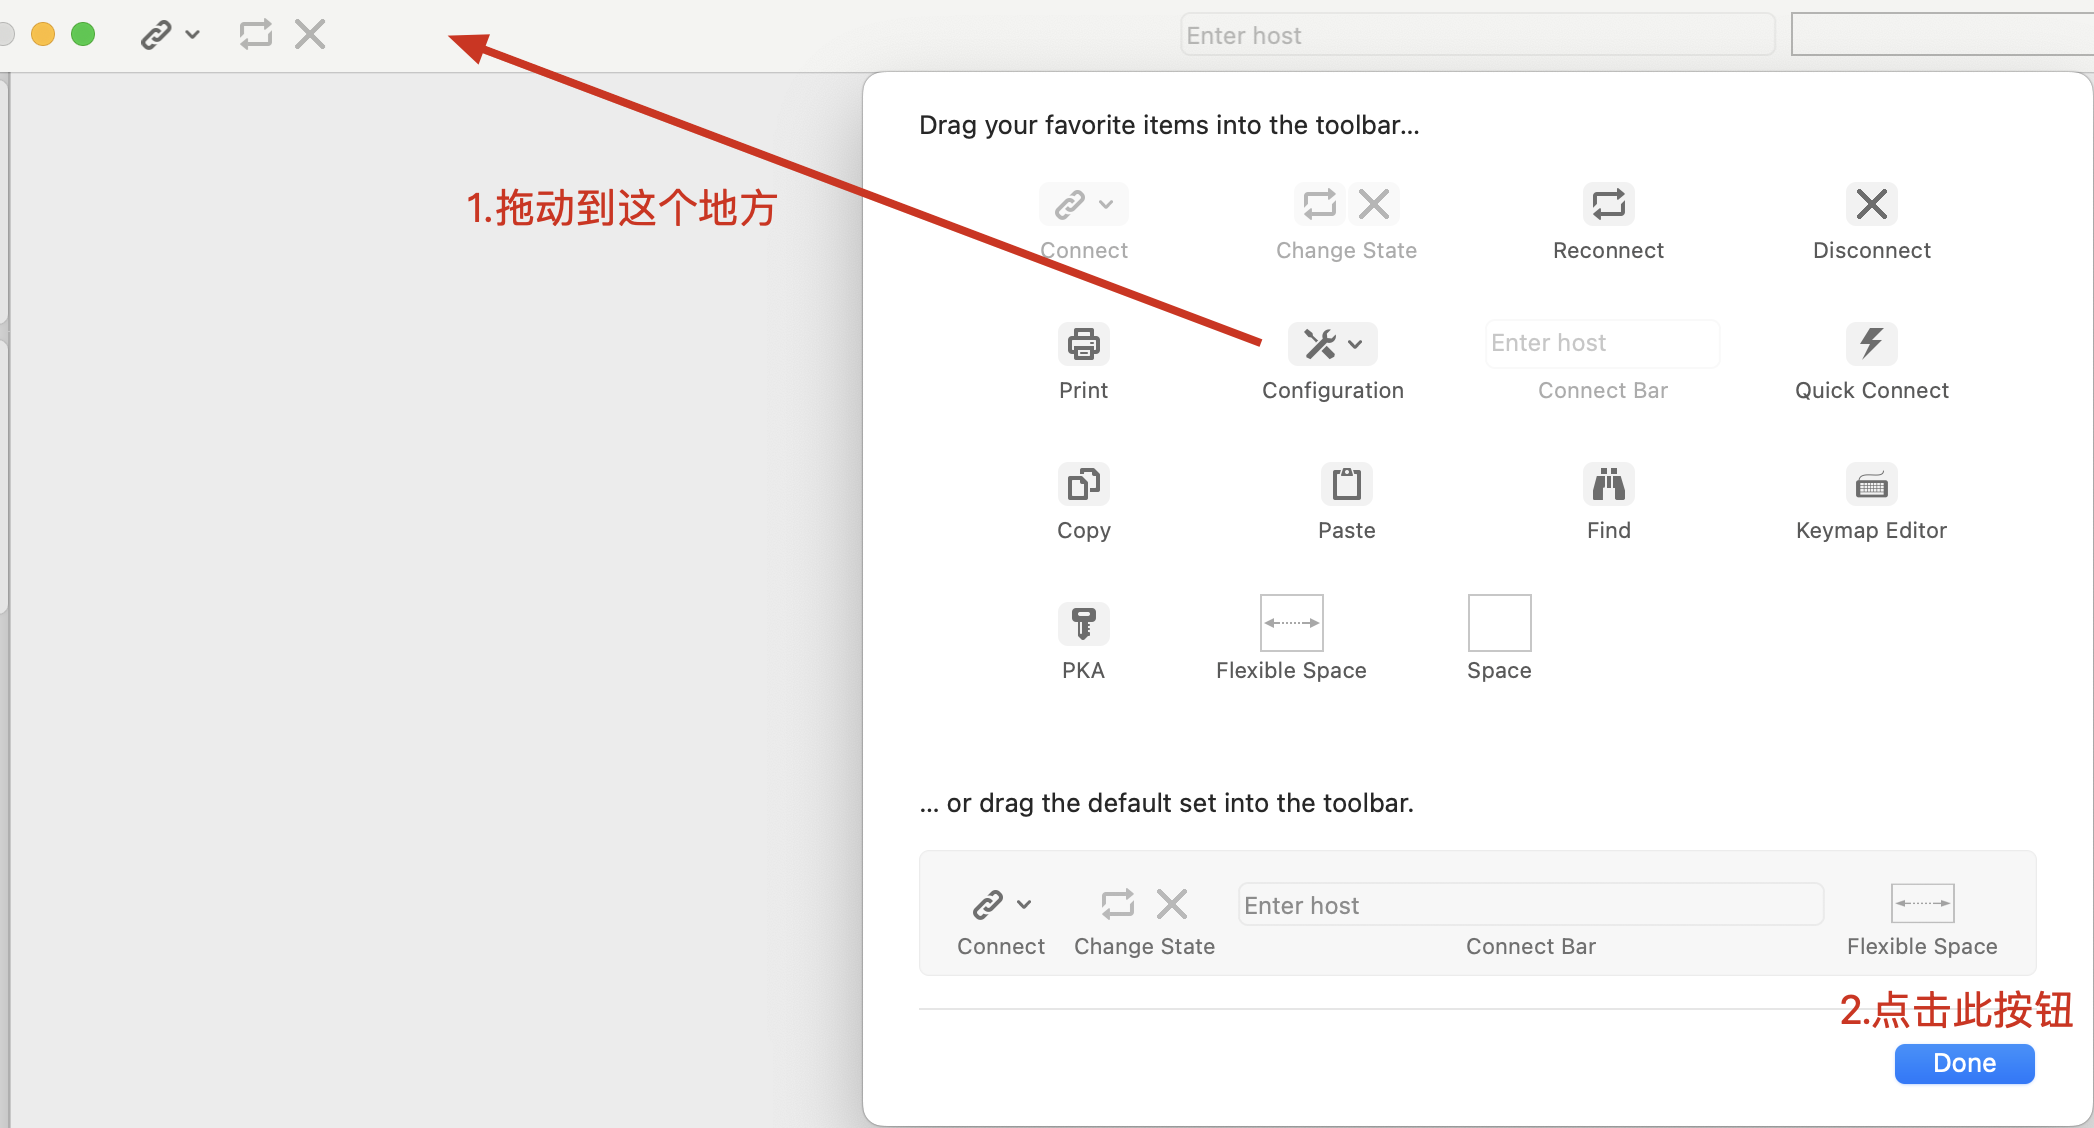 Enter host
Drag your favorite items into the toolbar...
1.拖动到这个地方
Connect
Change State
Reconnect
Disconnect
Enter host
Print
Configuration
Connect Bar
Quick Connect
Copy
Paste
Find
Keymap Editor
PKA
Flexible Space
Space
... or drag the default set into the toolbar.
Enter host
Connect
Change State
Connect Bar
Flexible Space
2.点击此按钮
Done